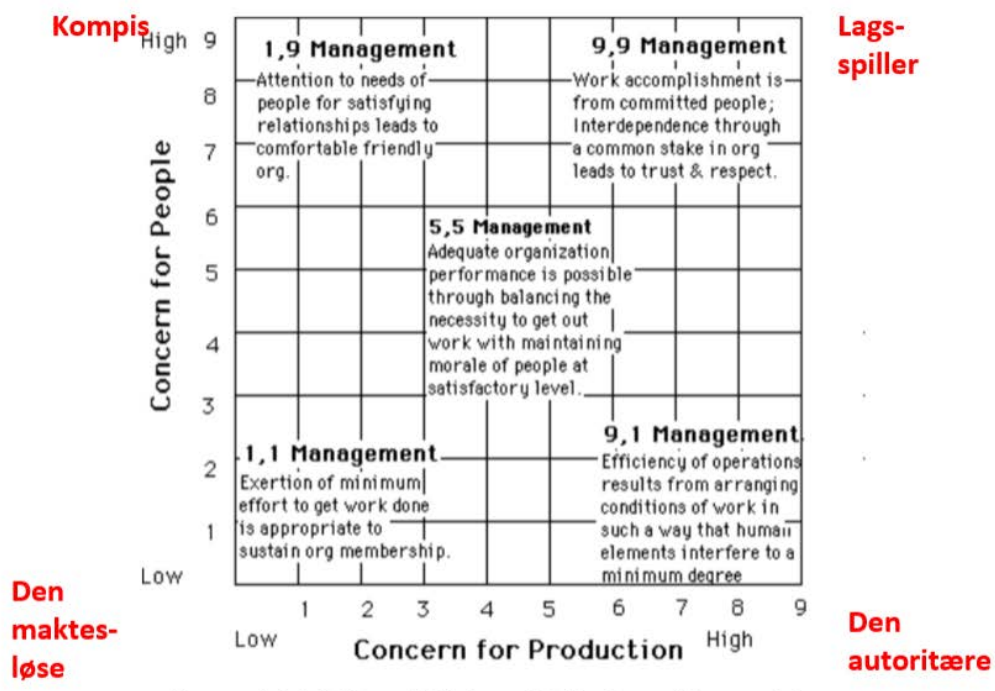 Kompis
Lags-
spiller
High 9
8
7
6
5
4
3
2
1
Low
Concern for People
1,9 Management
Attention to needs of
people for satisfying
relationships leads to
comfortable friendly
org.
9,9 Management
Work accomplishment is
from committed people;
Interdependence through
a common stake in org
leads to trust & respect.
5,5 Management
Adequate organization
performance is possible
through balancing the
necessity to get out
work with maintaining
morale of people at
satisfactory level.
1,1 Management
Exertion of minimum
effort to get work done
is appropriate to
sustain org membership.
9,1 Management
Efficiency of operations
results from arranging
conditions of work in
such a way that human
elements interfere to a
minimum degree
1 2 3 4 5 6 7 8 9
Low
High
Concern for Production
Den
maktes-
løse
Den
autoritære